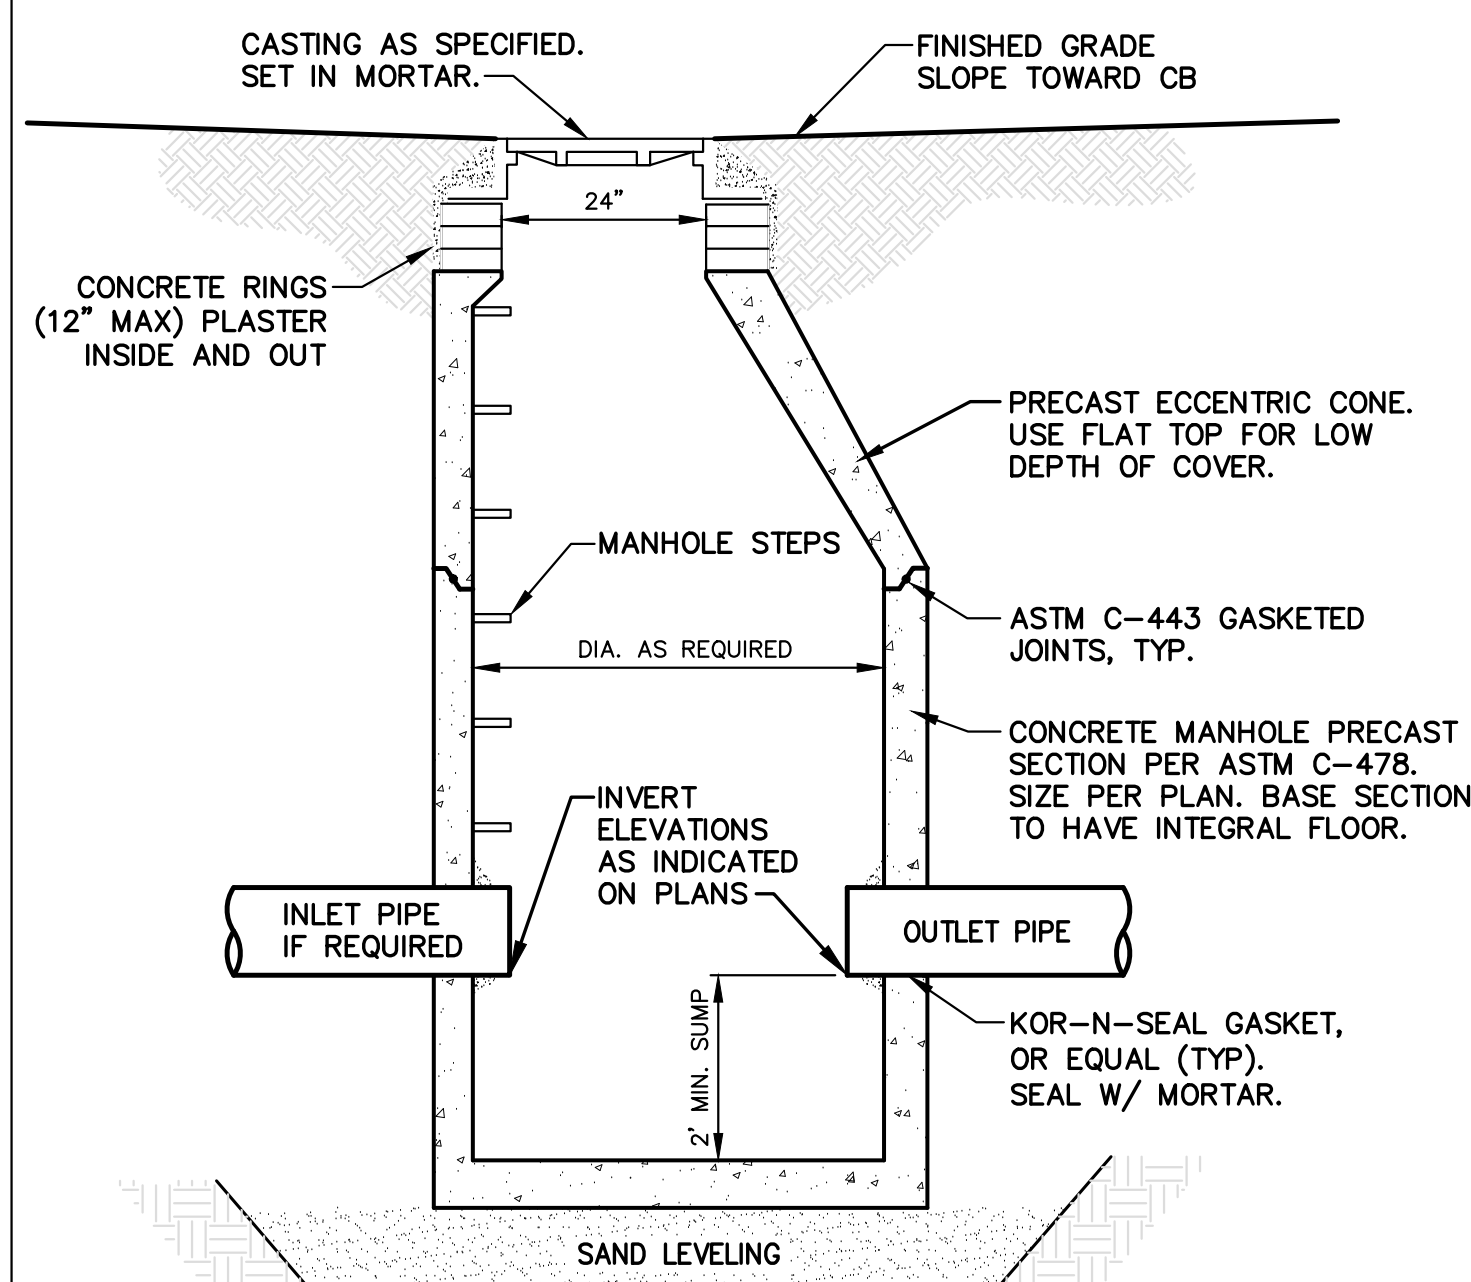 CASTING AS SPECIFIED.
SET IN MORTAR.
FINISHED GRADE
SLOPE TOWARD CB
24"
CONCRETE RINGS
(12" MAX) PLASTER
INSIDE AND OUT
PRECAST ECCENTRIC CONE.
USE FLAT TOP FOR LOW
DEPTH OF COVER.
MANHOLE STEPS
ASTM C-443 GASKETED
JOINTS, TYP.
DIA. AS REQUIRED
CONCRETE MANHOLE PRECAST
SECTION PER ASTM C-478.
SIZE PER PLAN. BASE SECTION
TO HAVE INTEGRAL FLOOR.
INVERT
ELEVATIONS
AS INDICATED
ON PLANS
INLET PIPE
IF REQUIRED
OUTLET PIPE
2' MIN. SUMP
KOR-N-SEAL GASKET,
OR EQUAL (TYP).
SEAL W/ MORTAR.
SAND LEVELING